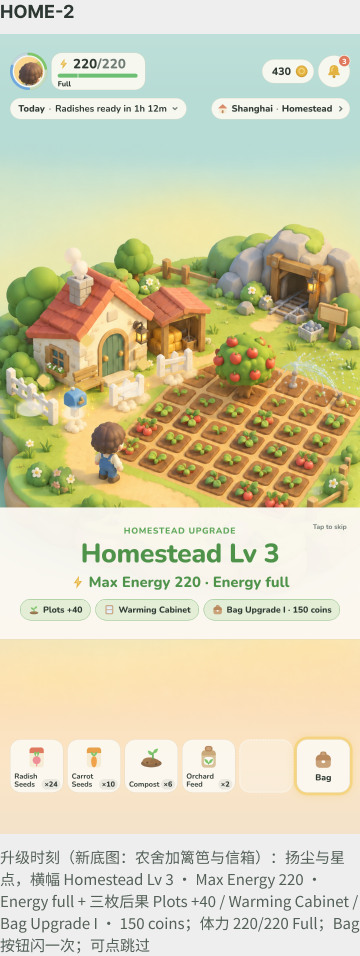 HOME-2
220/220
430
3
Full
Today · Radishes ready in 1h 12m
Shanghai · Homestead
Tap to skip
HOMESTEAD UPGRADE
Homestead Lv 3
Max Energy 220 · Energy full
Plots +40
Warming Cabinet
Bag Upgrade I · 150 coins
Radish Seeds ×24
Carrot Seeds ×10
Compost ×6
Orchard Feed ×2
Bag
升级时刻（新底图：农舍加篱笆与信箱）：扬尘与星
点，横幅 Homestead Lv 3 · Max Energy 220 ·
Energy full + 三枚后果 Plots +40 / Warming Cabinet /
Bag Upgrade I · 150 coins；体力 220/220 Full；Bag
按钮闪一次；可点跳过